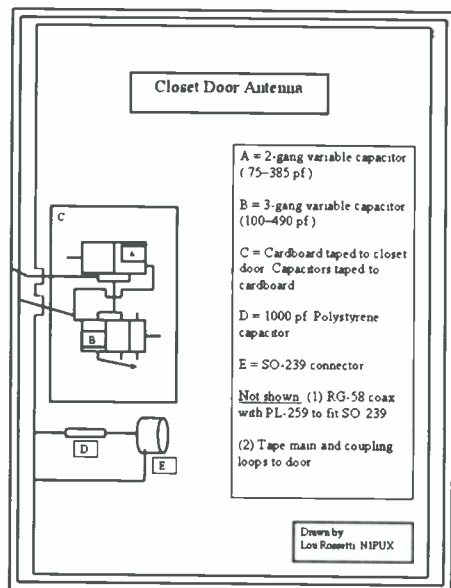 Closet Door Antenna
C
A
B
D
E
A = 2-gang variable capacitor
(75–385 pf)
B = 3-gang variable capacitor
(100–490 pf)
C = Cardboard taped to closet
door Capacitors taped to
cardboard
D = 1000 pf Polystyrene
capacitor
E = SO-239 connector
Not shown (1) RG-58 coax
with PL-259 to fit SO 239
(2) Tape main and coupling
loops to door
Drawn by
Lou Rossetti N1PUX